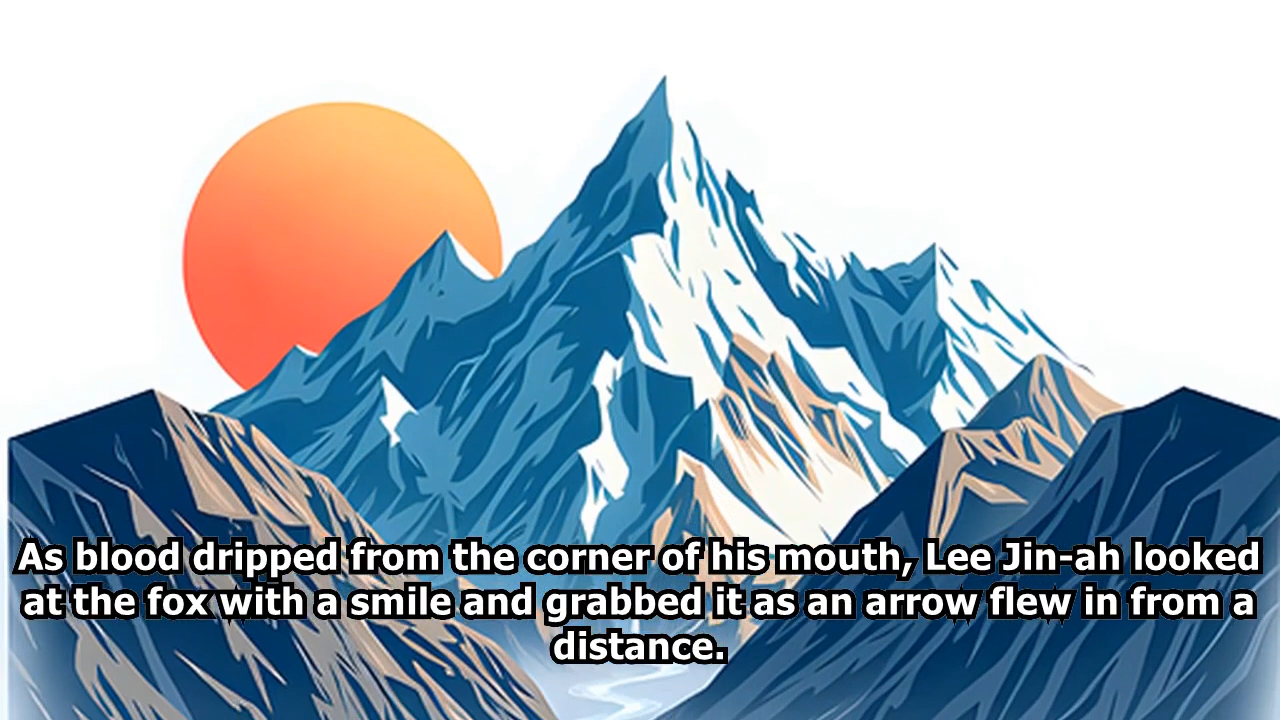 As blood dripped from the corner of his mouth, Lee Jin-ah looked
at the fox with a smile and grabbed it as an arrow flew in from a
distance.